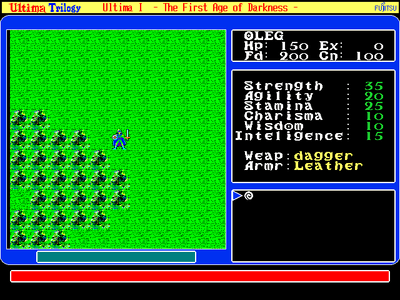 Ultima Trilogy Ultima I - The First Age of Darkness - FUJITSU
OLEG
Hp: 150 Ex: 0
Fd: 200 Cn: 100
Strength : 35
Agility : 20
Stamina : 25
Charisma : 10
Wisdom : 10
Intelligence: 15
Weap:dagger
Armr:Leather